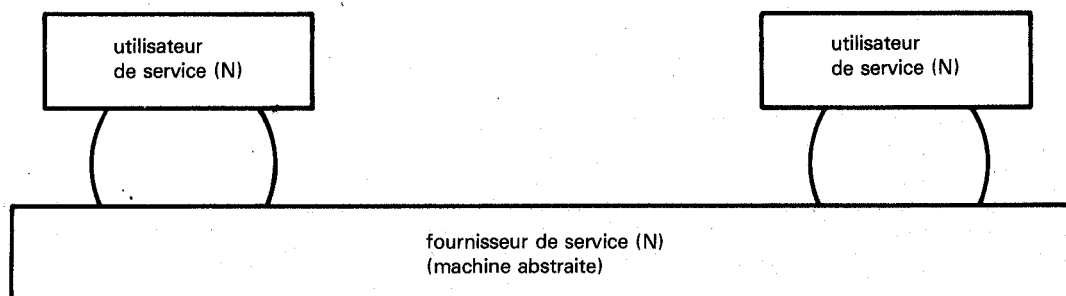 utilisateur
de service (N)
utilisateur
de service (N)
fournisseur de service (N)
(machine abstraite)